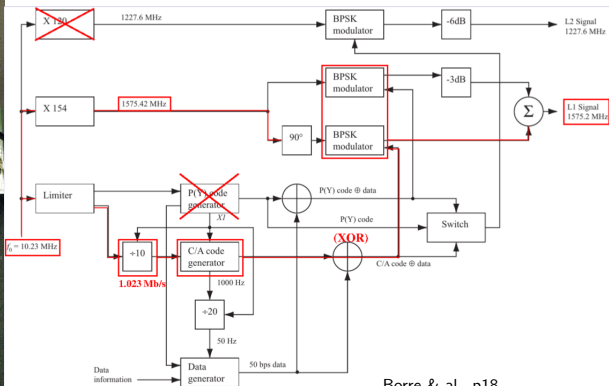 X 120
1227.6 MHz
BPSK
modulator
-6dB
L2 Signal
1227.6 MHz
X 154
1575.42 MHz
BPSK
modulator
-3dB
90°
BPSK
modulator
Σ
L1 Signal
1575.2 MHz
Limiter
P(Y) code
generator
X1
P(Y) code ⊕ data
P(Y) code
Switch
f₀ = 10.23 MHz
÷10
1.023 Mb/s
C/A code
generator
(XOR)
C/A code ⊕ data
1000 Hz
÷20
50 Hz
Data
information
Data
generator
50 bps data
Borre & al., p18